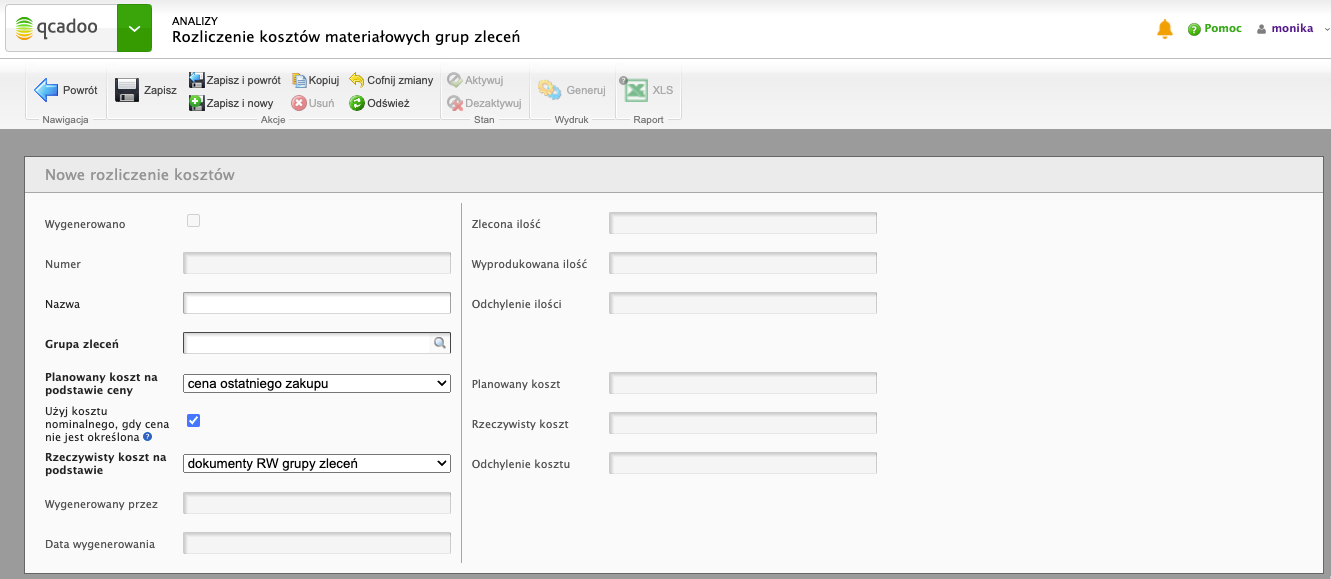 qcadoo
ANALIZY
Rozliczenie kosztów materiałowych grup zleceń
Pomoc
monika
Powrót
Nawigacja
Zapisz
Zapisz i powrót
Kopiuj
Cofnij zmiany
Zapisz i nowy
Usuń
Odśwież
Akcje
Aktywuj
Dezaktywuj
Stan
Generuj
Wydruk
XLS
Raport
Nowe rozliczenie kosztów
Wygenerowano
Numer
Nazwa
Grupa zleceń
Planowany koszt na
podstawie ceny
cena ostatniego zakupu
Użyj kosztu
nominalnego, gdy cena
nie jest określona
Rzeczywisty koszt na
podstawie
dokumenty RW grupy zleceń
Wygenerowany przez
Data wygenerowania
Zlecona ilość
Wyprodukowana ilość
Odchylenie ilości
Planowany koszt
Rzeczywisty koszt
Odchylenie kosztu